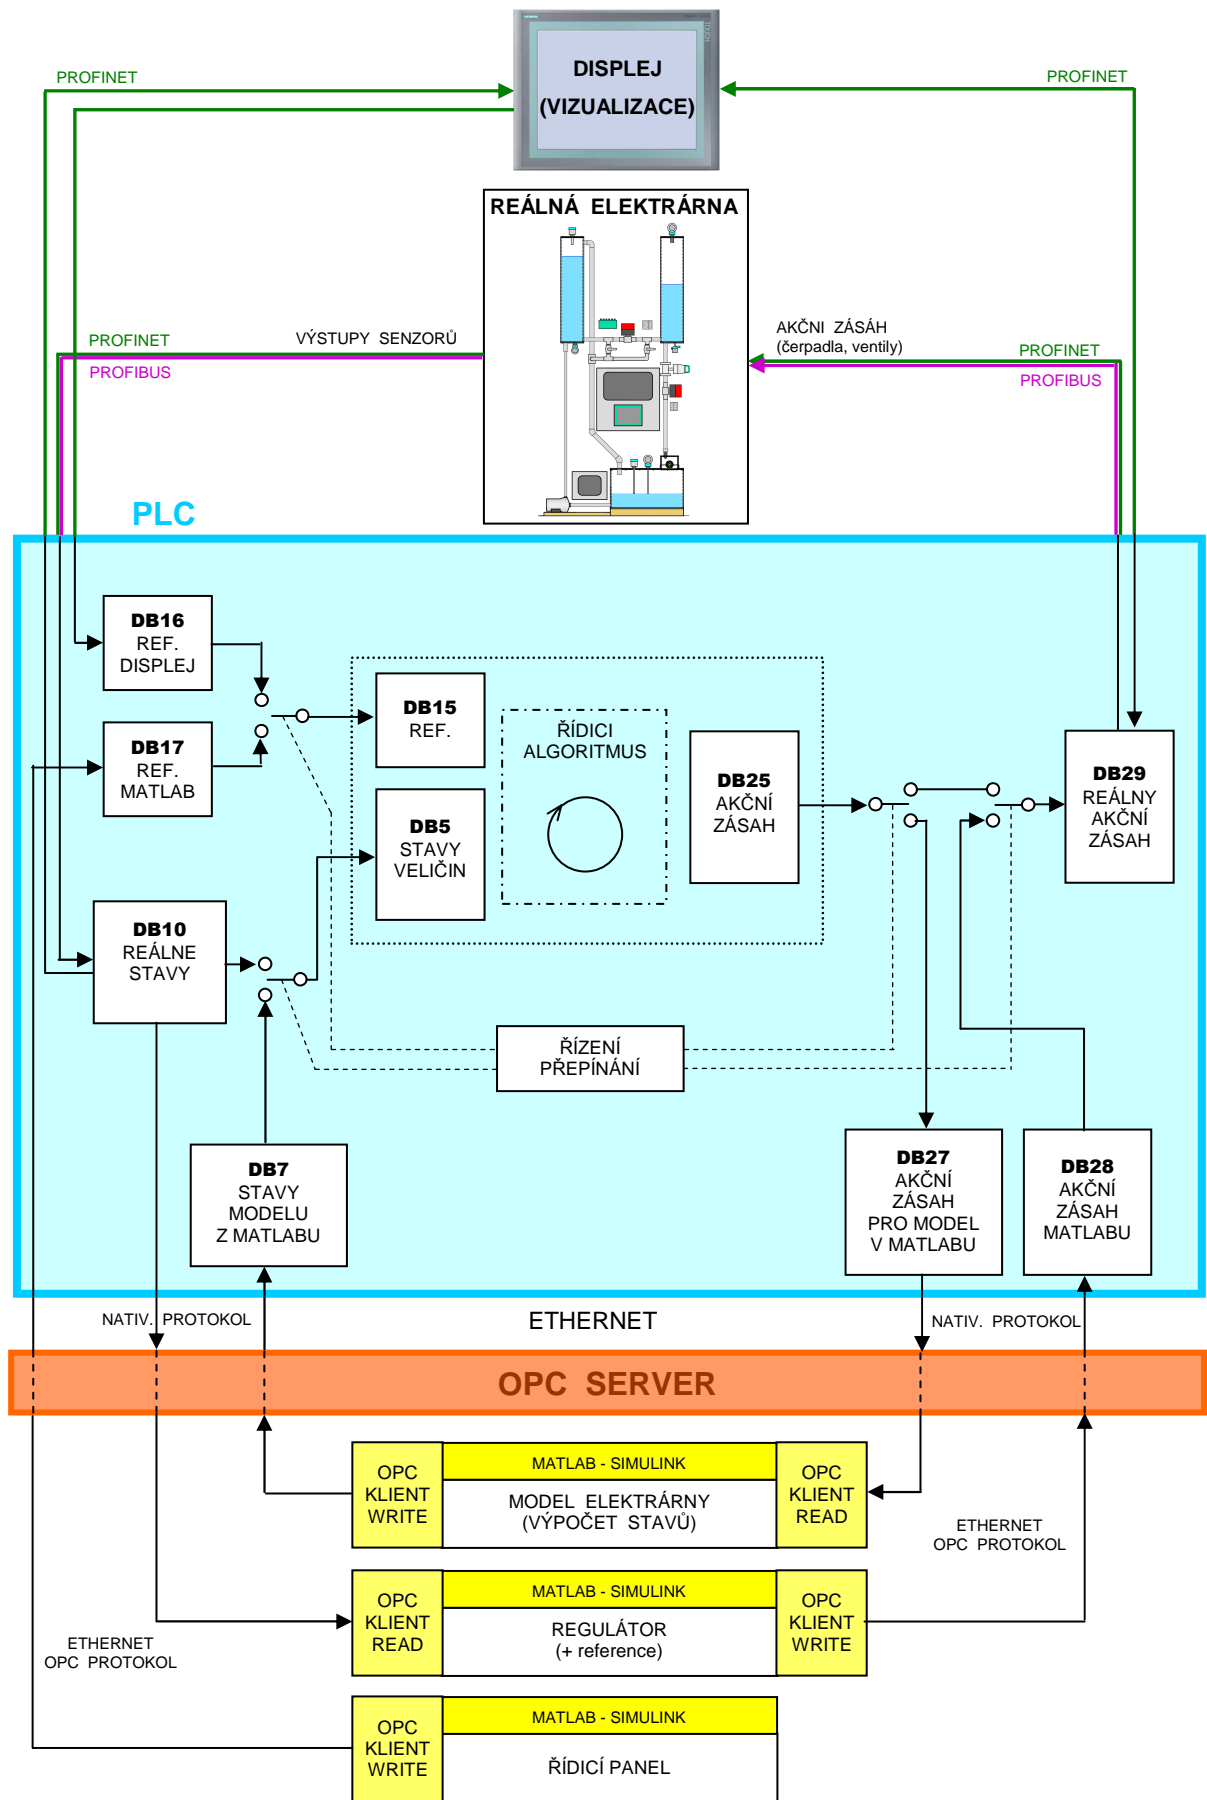 DISPLEJ
(VIZUALIZACE)
PROFINET
PROFINET
REÁLNÁ ELEKTRÁRNA
PROFINET
PROFIBUS
VÝSTUPY SENZORŮ
AKČNI ZÁSÁH
(čerpadla, ventily)
PROFINET
PROFIBUS
PLC
DB16
REF.
DISPLEJ
DB17
REF.
MATLAB
DB15
REF.
DB5
STAVY
VELIČIN
ŘÍDICI
ALGORITMUS
DB25
AKČNÍ
ZÁSAH
DB29
REÁLNY
AKČNÍ
ZÁSAH
DB10
REÁLNE
STAVY
ŘÍZENÍ
PŘEPÍNÁNÍ
DB7
STAVY
MODELU
Z MATLABU
DB27
AKČNÍ
ZÁSAH
PRO MODEL
V MATLABU
DB28
AKČNÍ
ZÁSAH
MATLABU
NATIV. PROTOKOL
ETHERNET
NATIV. PROTOKOL
OPC SERVER
OPC
KLIENT
WRITE
MATLAB - SIMULINK
MODEL ELEKTRÁRNY
(VÝPOČET STAVŮ)
OPC
KLIENT
READ
ETHERNET
OPC PROTOKOL
OPC
KLIENT
READ
MATLAB - SIMULINK
REGULÁTOR
(+ reference)
OPC
KLIENT
WRITE
ETHERNET
OPC PROTOKOL
OPC
KLIENT
WRITE
MATLAB - SIMULINK
ŘÍDICÍ PANEL